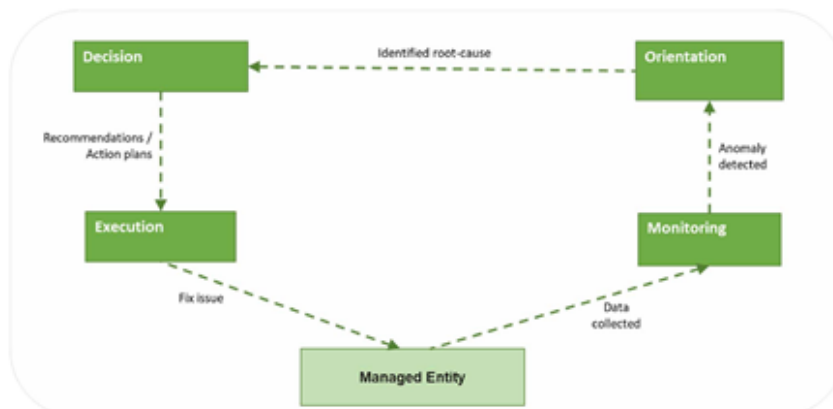 Decision
Identified root-cause
Orientation
Recommendations /
Action plans
Anomaly
detected
Execution
Monitoring
Fix issue
Data
collected
Managed Entity